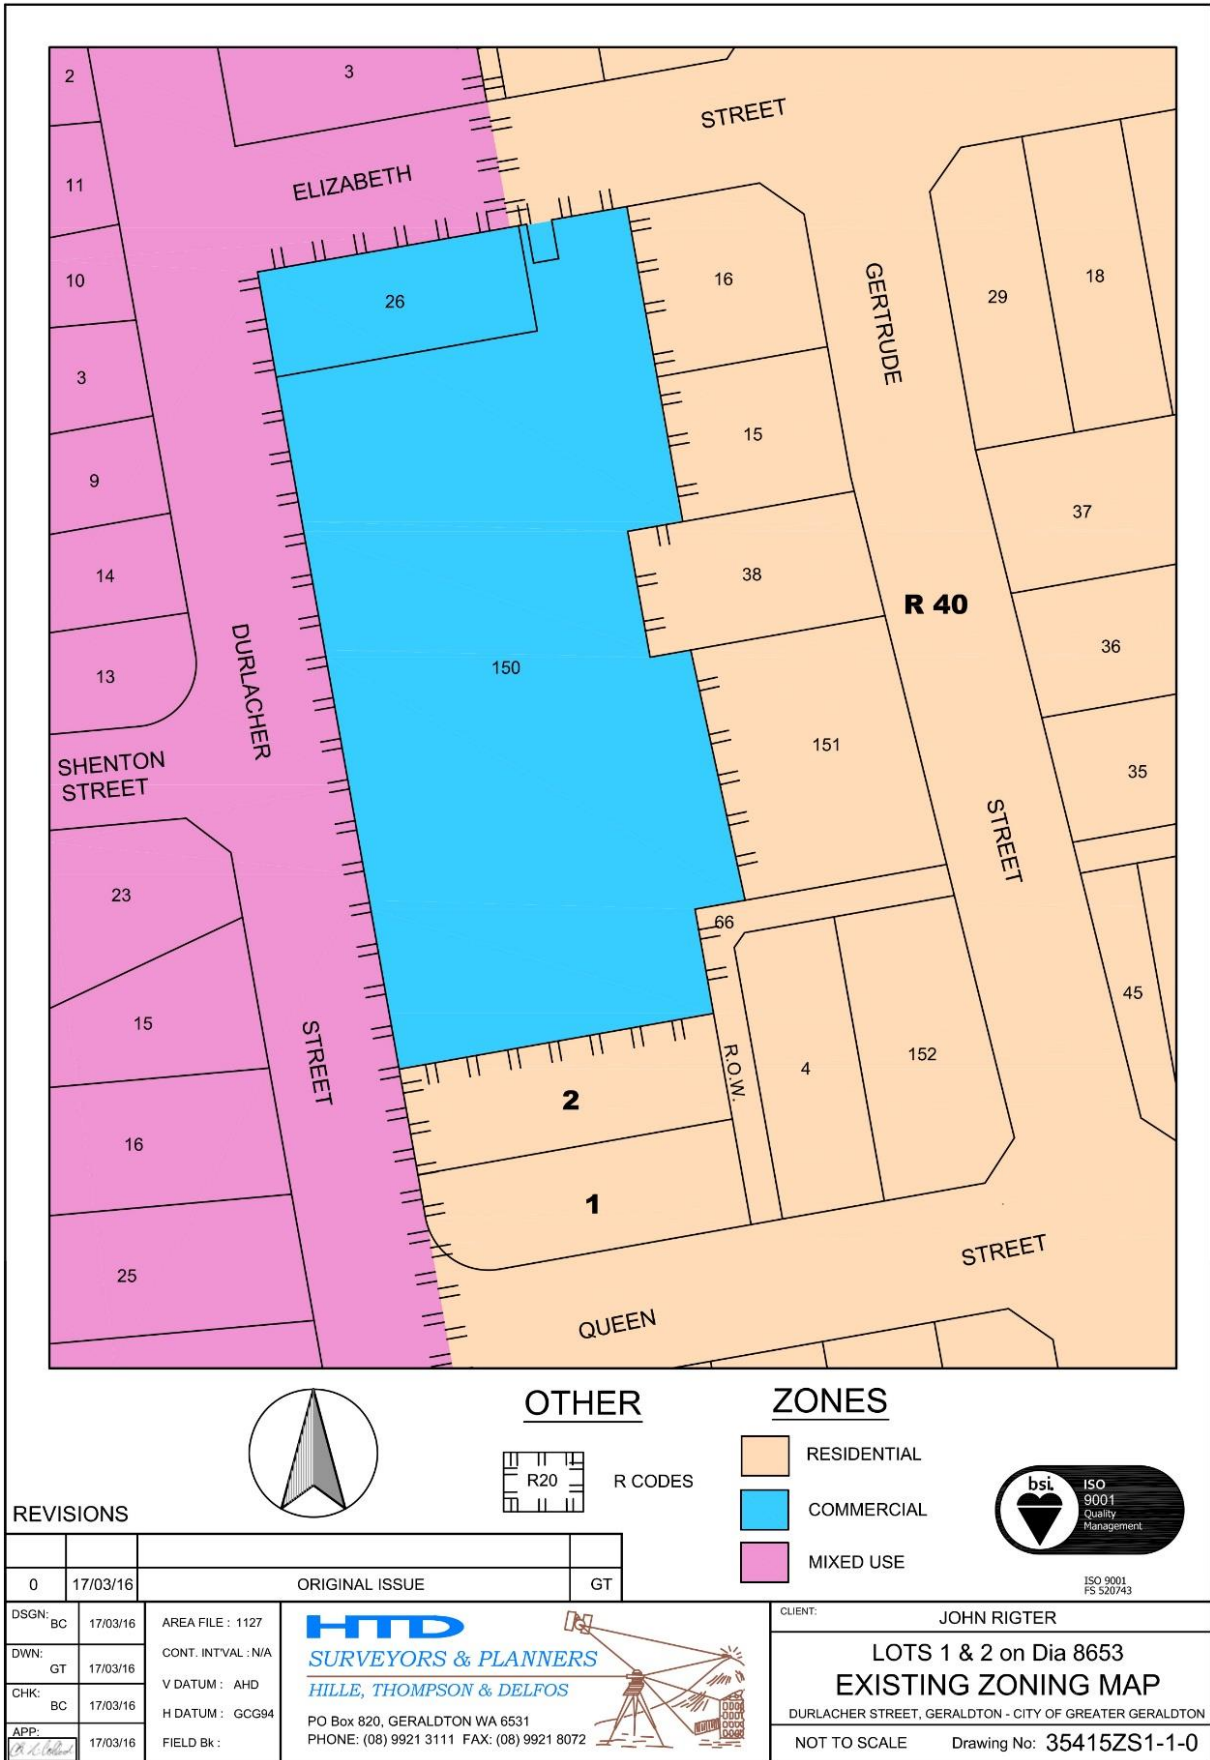 2
3
STREET
11
ELIZABETH
10
26
16
GERTRUDE
29
18
3
15
9
37
14
38
R 40
13
DURLACHER
150
36
SHENTON
STREET
151
35
STREET
23
66
45
15
STREET
R.O.W.
4
152
2
16
1
STREET
25
QUEEN
OTHER
ZONES
R20
R CODES
RESIDENTIAL
COMMERCIAL
MIXED USE
bsi.
ISO
9001
Quality
Management
ISO 9001
FS 520743
REVISIONS
0 17/03/16 ORIGINAL ISSUE GT
DSGN: BC 17/03/16
DWN: GT 17/03/16
CHK: BC 17/03/16
APP: 17/03/16
AREA FILE : 1127
CONT. INT'VAL : N/A
V DATUM : AHD
H DATUM : GCG94
FIELD Bk :
HTD
SURVEYORS & PLANNERS
HILLE, THOMPSON & DELFOS
PO Box 820, GERALDTON WA 6531
PHONE: (08) 9921 3111 FAX: (08) 9921 8072
CLIENT: JOHN RIGTER
LOTS 1 & 2 on Dia 8653
EXISTING ZONING MAP
DURLACHER STREET, GERALDTON - CITY OF GREATER GERALDTON
NOT TO SCALE Drawing No: 35415ZS1-1-0